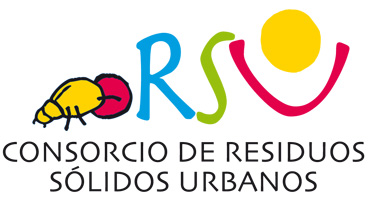 RSU
CONSORCIO DE RESIDUOS
SÓLIDOS URBANOS